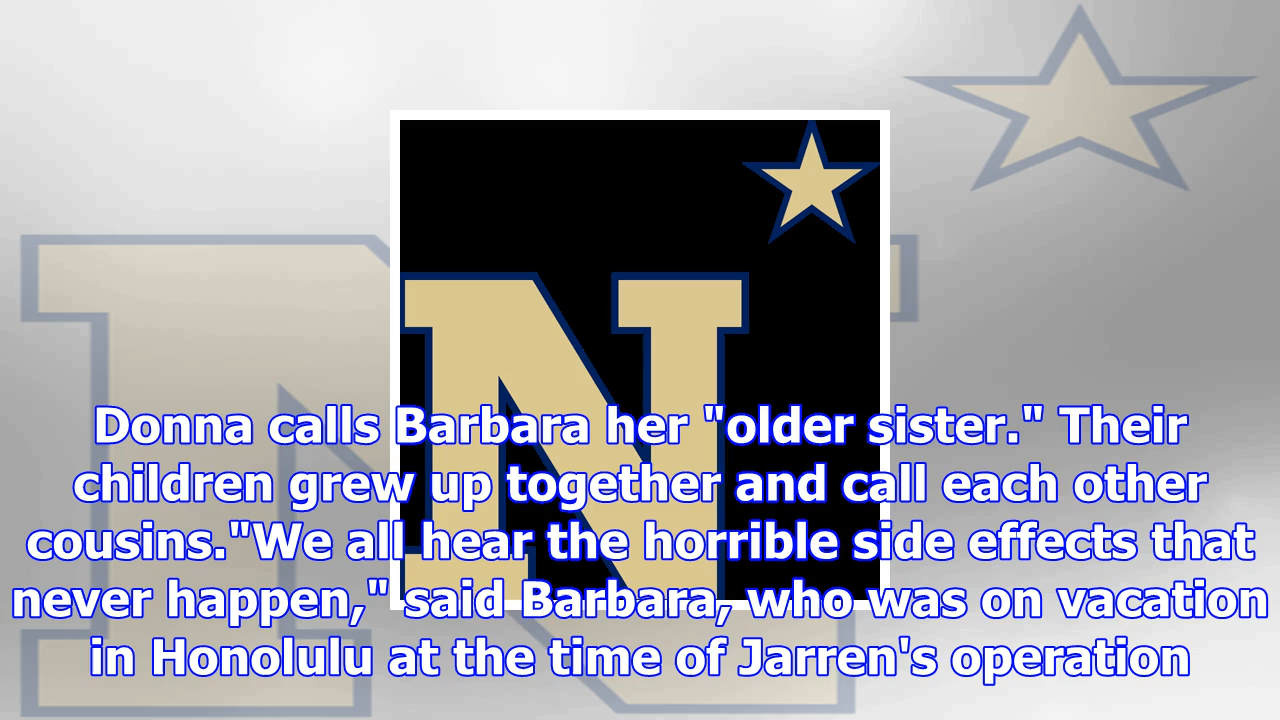 N
Donna calls Barbara her "older sister." Their
children grew up together and call each other
cousins."We all hear the horrible side effects that
never happen," said Barbara, who was on vacation
in Honolulu at the time of Jarren's operation